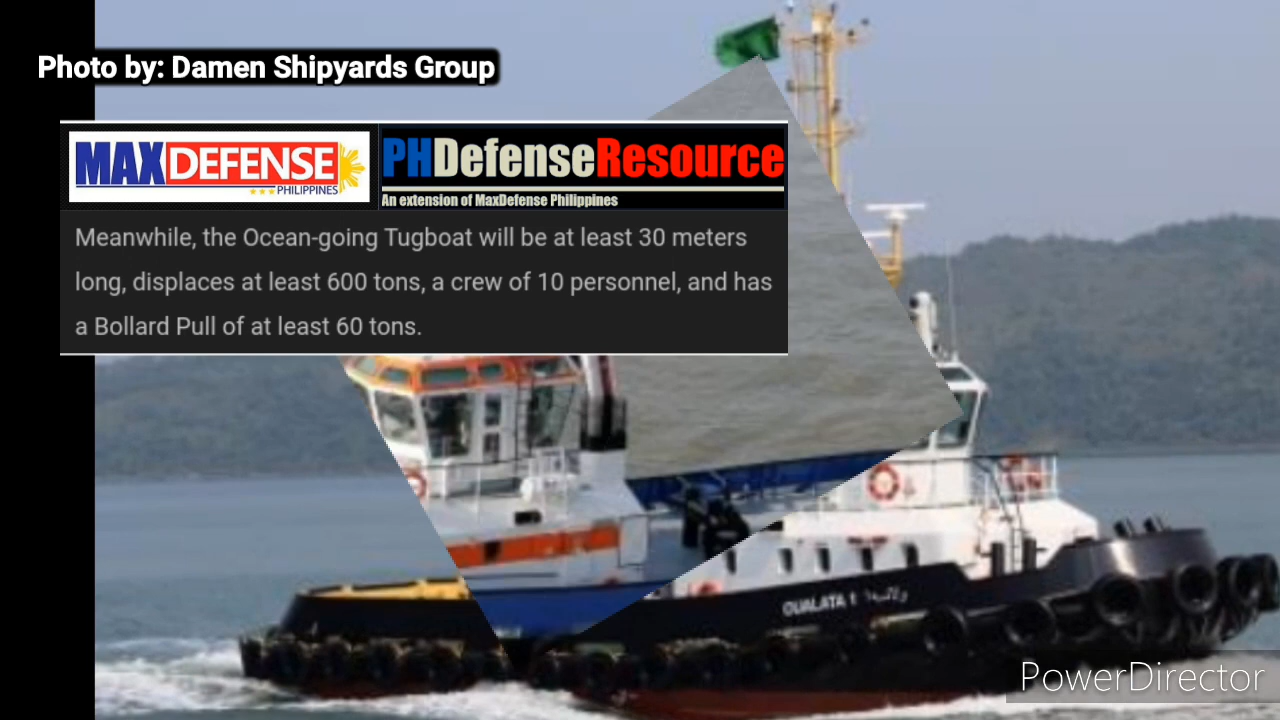 Photo by: Damen Shipyards Group
MAXDEFENSE
PHILIPPINES
PHDefenseResource
An extension of MaxDefense Philippines
Meanwhile, the Ocean-going Tugboat will be at least 30 meters
long, displaces at least 600 tons, a crew of 10 personnel, and has
a Bollard Pull of at least 60 tons.
PowerDirector